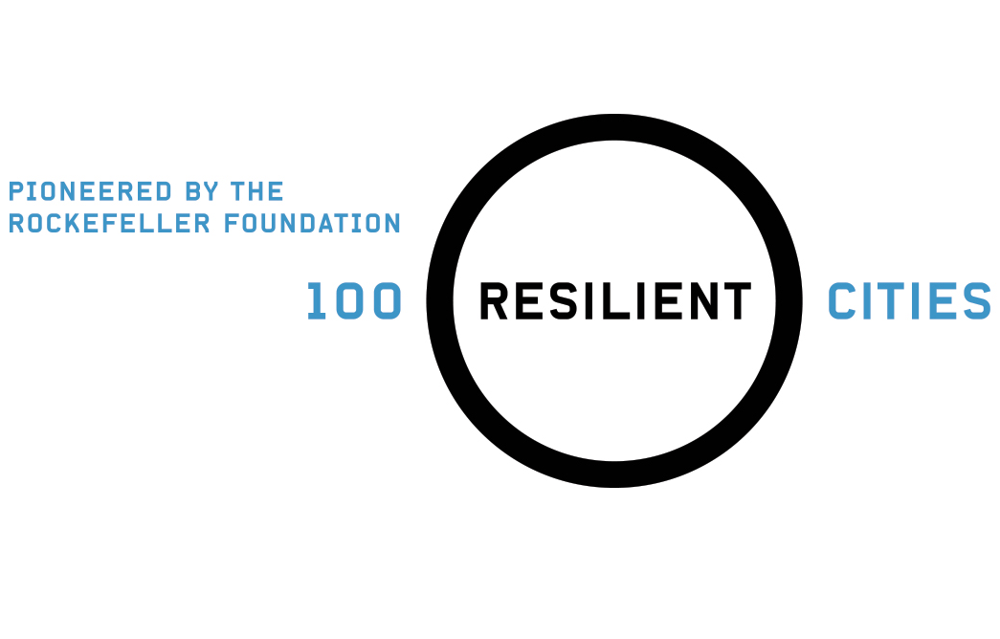 PIONEERED BY THE
ROCKEFELLER FOUNDATION
100 RESILIENT CITIES